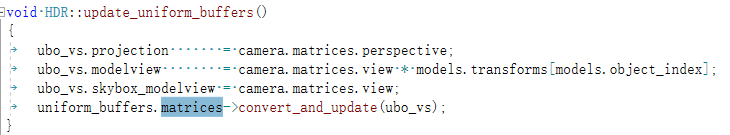 void HDR::update_uniform_buffers()
{
ubo_vs.projection = camera.matrices.perspective;
ubo_vs.modelview = camera.matrices.view * models.transforms[models.object_index];
ubo_vs.skybox_modelview = camera.matrices.view;
uniform_buffers.matrices->convert_and_update(ubo_vs);
}